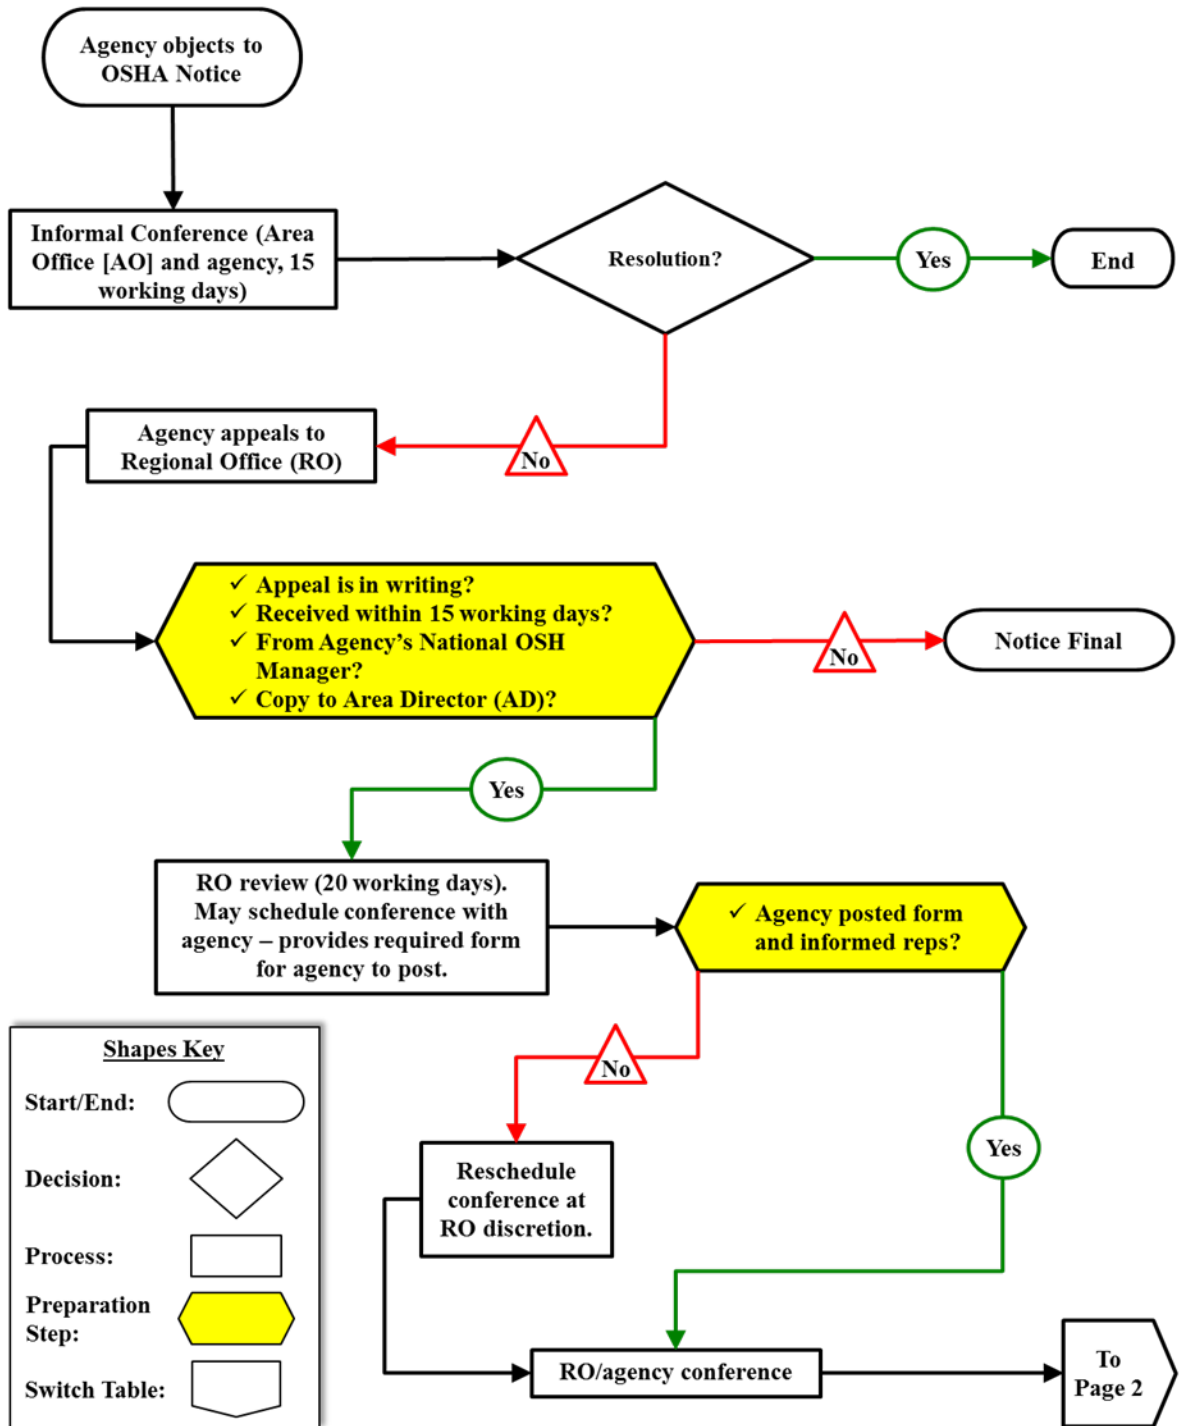 Agency objects to
OSHA Notice
Informal Conference (Area
Office [AO] and agency, 15
working days)
Resolution?
Yes
End
Agency appeals to
Regional Office (RO)
No
✓ Appeal is in writing?
✓ Received within 15 working days?
✓ From Agency's National OSH
Manager?
✓ Copy to Area Director (AD)?
No
Notice Final
Yes
RO review (20 working days).
May schedule conference with
agency – provides required form
for agency to post.
✓ Agency posted form
and informed reps?
No
Yes
Reschedule
conference at
RO discretion.
RO/agency conference
To
Page 2
Shapes Key
Start/End:
Decision:
Process:
Preparation
Step:
Switch Table: